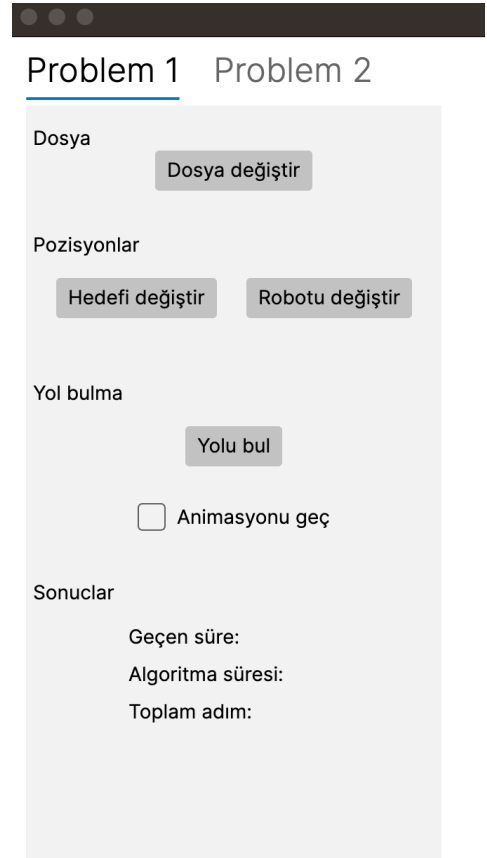 Problem 1 Problem 2
Dosya
Dosya değiştir
Pozisyonlar
Hedefi değiştir Robotu değiştir
Yol bulma
Yolu bul
Animasyonu geç
Sonuclar
Geçen süre:
Algoritma süresi:
Toplam adım: